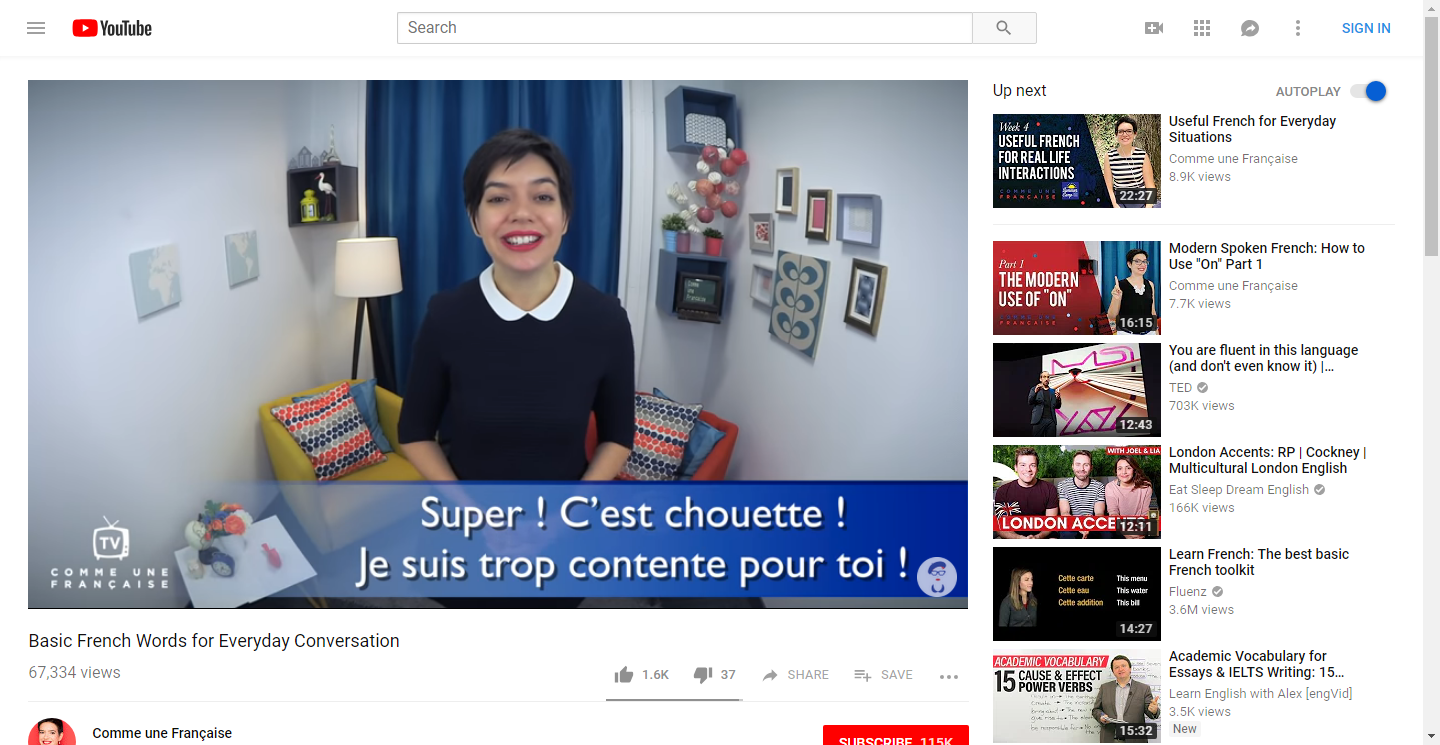 YouTube
Search
SIGN IN
Super ! C'est chouette !
Je suis trop contente pour toi !
TV
COMME UNE
FRANÇAISE
Basic French Words for Everyday Conversation
67,334 views
1.6K
37
SHARE
SAVE
Comme une Française
SUBSCRIBE 115K
Up next
AUTOPLAY
Week 4
USEFUL FRENCH
FOR REAL LIFE
INTERACTIONS
COMME UNE
FRANÇAISE
22:27
Useful French for Everyday
Situations
Comme une Française
8.9K views
Part 1
THE MODERN
USE OF "ON"
COMME UNE
FRANÇAISE
16:15
Modern Spoken French: How to
Use "On" Part 1
Comme une Française
7.7K views
12:43
You are fluent in this language
(and don't even know it) |...
TED
703K views
WITH JOEL & LIA
LONDON ACCENTS
12:11
London Accents: RP | Cockney |
Multicultural London English
Eat Sleep Dream English
166K views
Cette carte This menu
Cette eau This water
Cette addition This bill
14:27
Learn French: The best basic
French toolkit
Fluenz
3.6M views
ACADEMIC VOCABULARY
15 CAUSE & EFFECT
POWER VERBS
15:32
Academic Vocabulary for
Essays & IELTS Writing: 15...
Learn English with Alex [engVid]
3.5K views
New